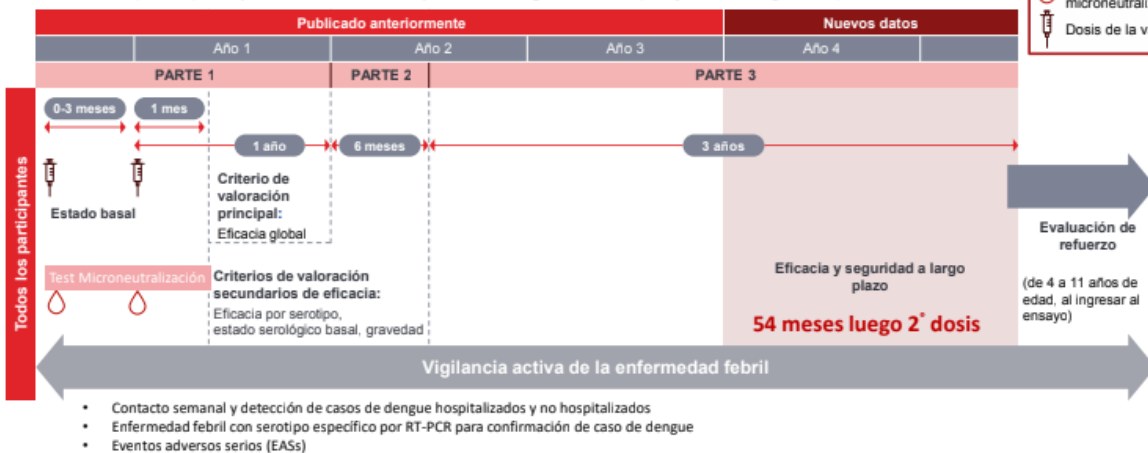 microneutrali
Dosis de la v
Publicado anteriormente
Nuevos datos
Año 1
Año 2
Año 3
Año 4
PARTE 1
PARTE 2
PARTE 3
Todos los participantes
0-3 meses
1 mes
1 año
6 meses
3 años
Estado basal
Criterio de
valoración
principal:
Eficacia global
Test Microneutralización
Criterios de valoración
secundarios de eficacia:
Eficacia por serotipo,
estado serológico basal, gravedad
Eficacia y seguridad a largo
plazo
54 meses luego 2° dosis
Evaluación de
refuerzo
(de 4 a 11 años de
edad, al ingresar al
ensayo)
Vigilancia activa de la enfermedad febril
• Contacto semanal y detección de casos de dengue hospitalizados y no hospitalizados
• Enfermedad febril con serotipo específico por RT-PCR para confirmación de caso de dengue
• Eventos adversos serios (EASs)